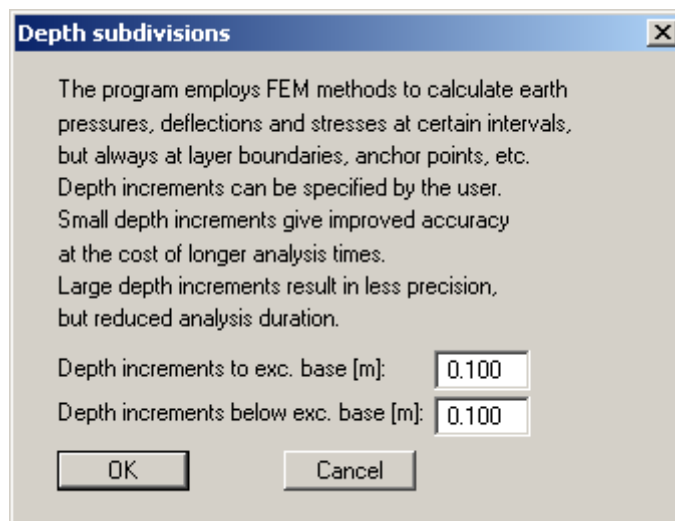 Depth subdivisions
The program employs FEM methods to calculate earth
pressures, deflections and stresses at certain intervals,
but always at layer boundaries, anchor points, etc.
Depth increments can be specified by the user.
Small depth increments give improved accuracy
at the cost of longer analysis times.
Large depth increments result in less precision,
but reduced analysis duration.
Depth increments to exc. base [m]: 0.100
Depth increments below exc. base [m]: 0.100
OK Cancel